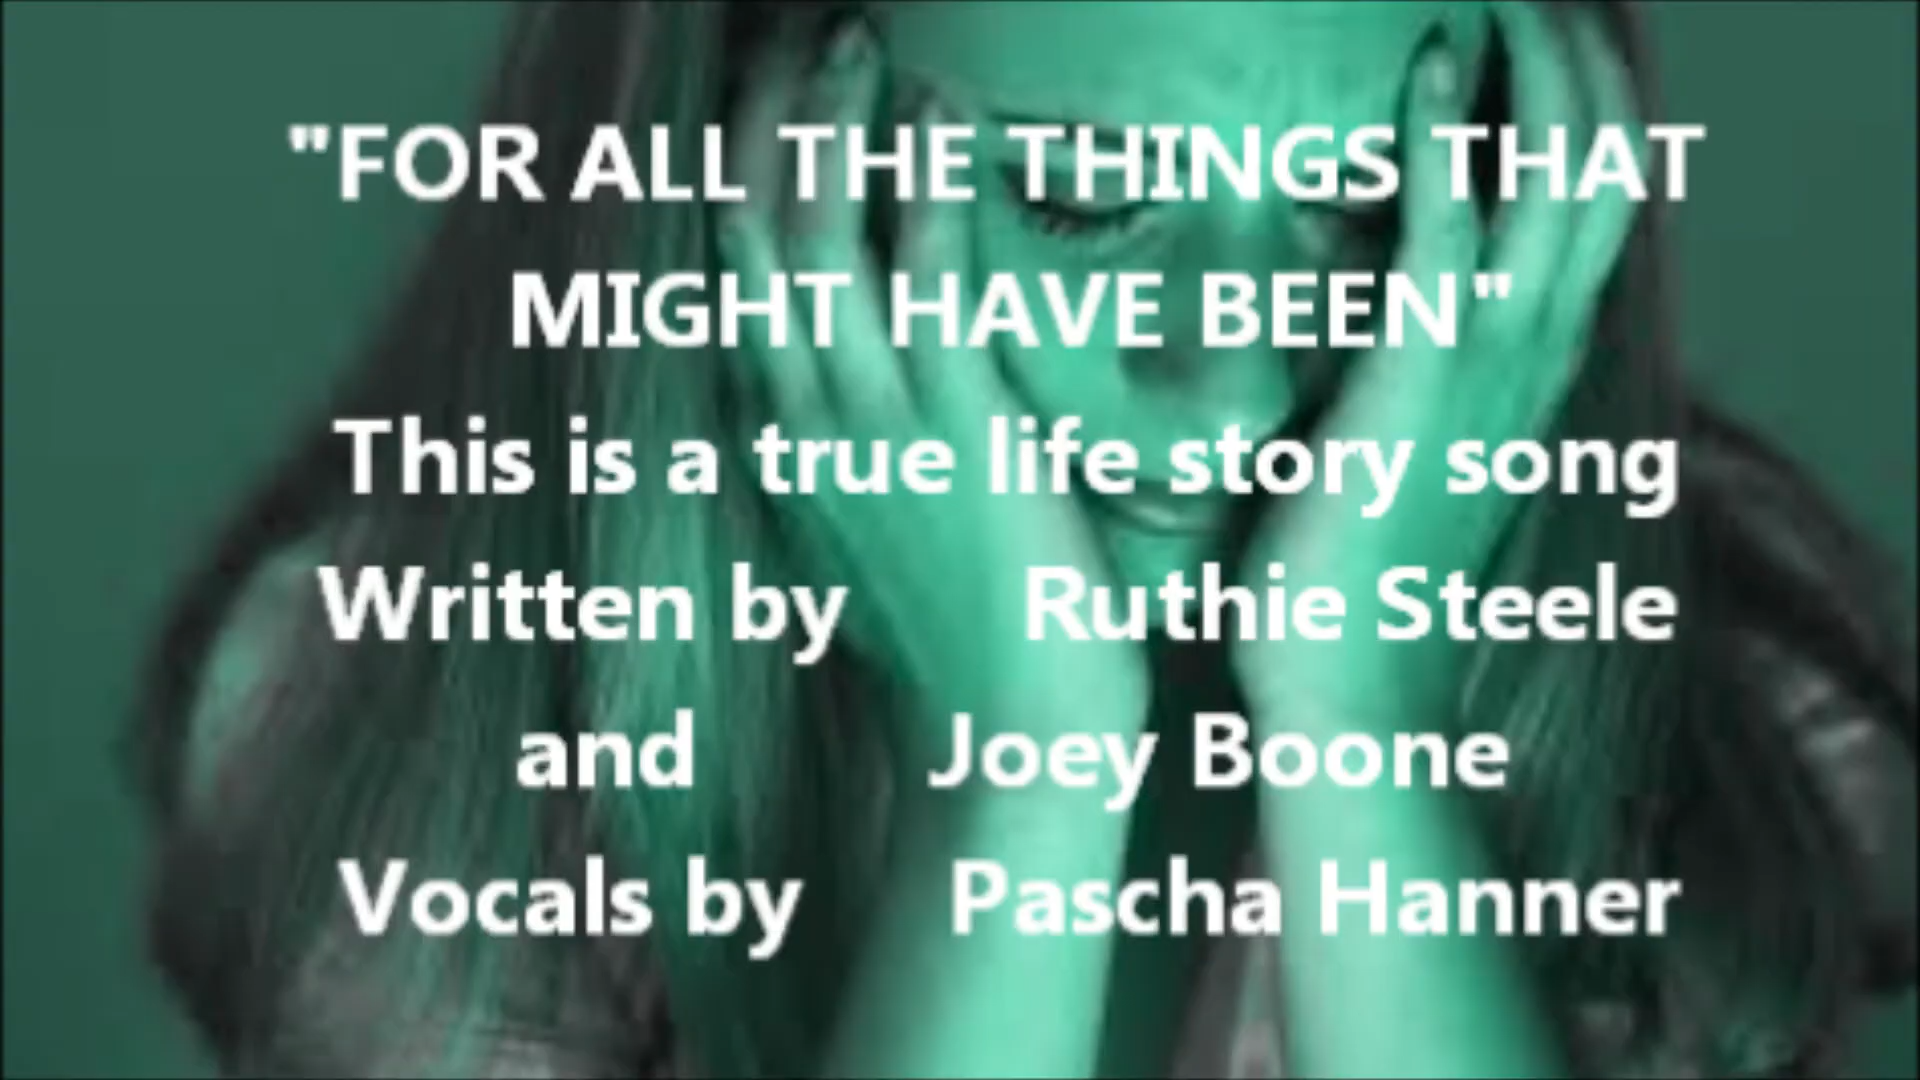 "FOR ALL THE THINGS THAT
MIGHT HAVE BEEN"
This is a true life story song
Written by Ruthie Steele
and Joey Boone
Vocals by Pascha Hanner